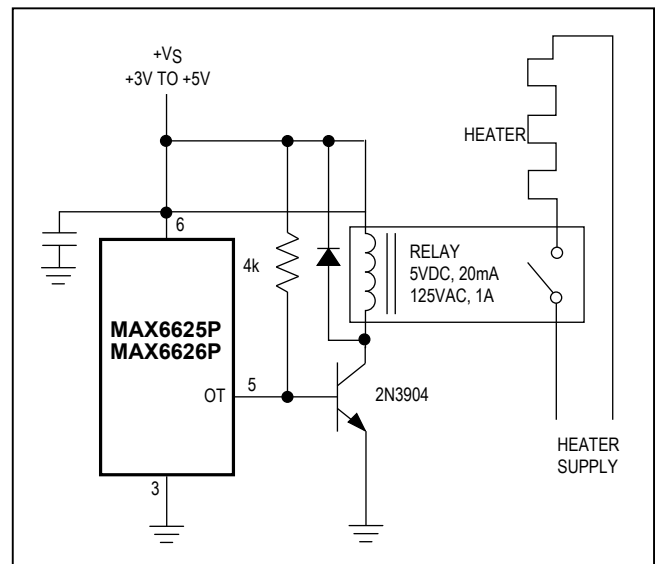 +VS
+3V TO +5V
HEATER
6
4k
RELAY
5VDC, 20mA
125VAC, 1A
MAX6625P
MAX6626P
OT
5
2N3904
3
HEATER
SUPPLY